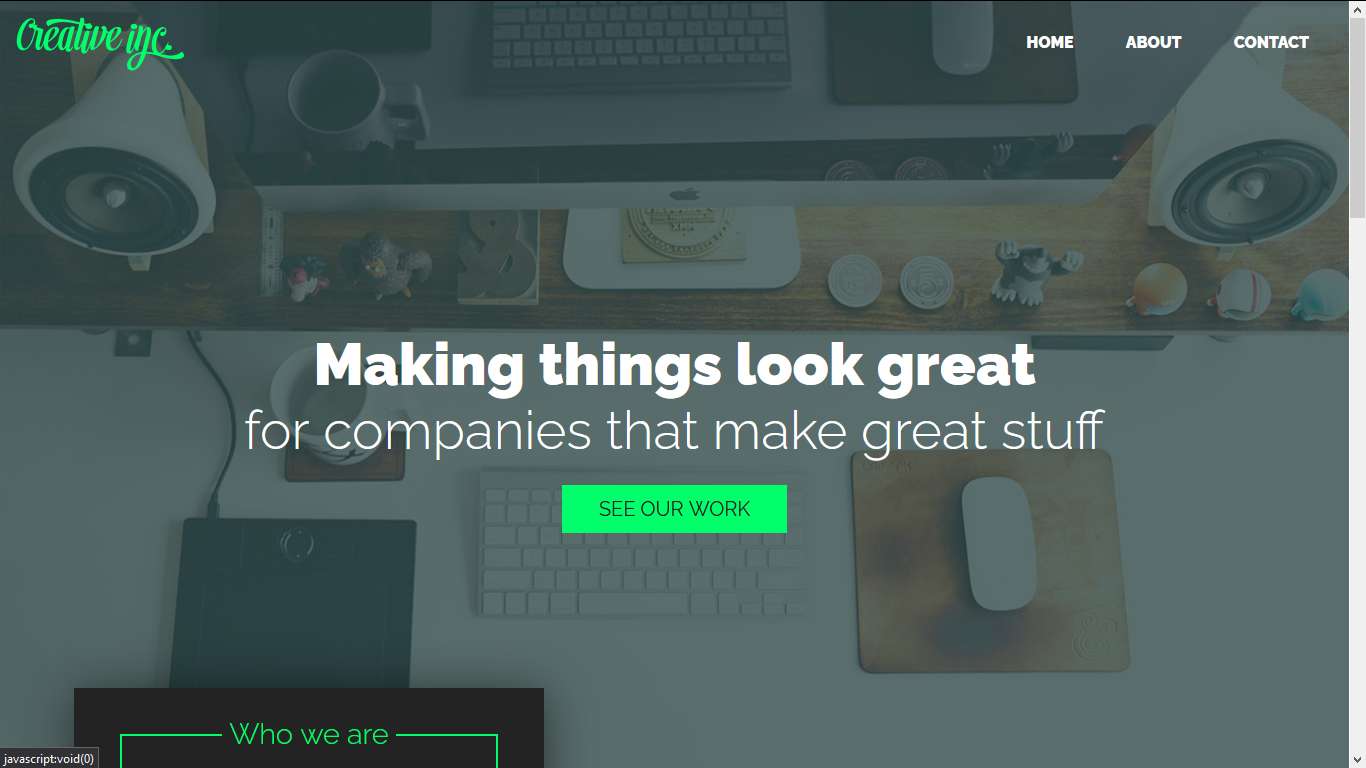 Creative inc.
HOME ABOUT CONTACT
Making things look great
for companies that make great stuff
SEE OUR WORK
Who we are
javascript:void(0)